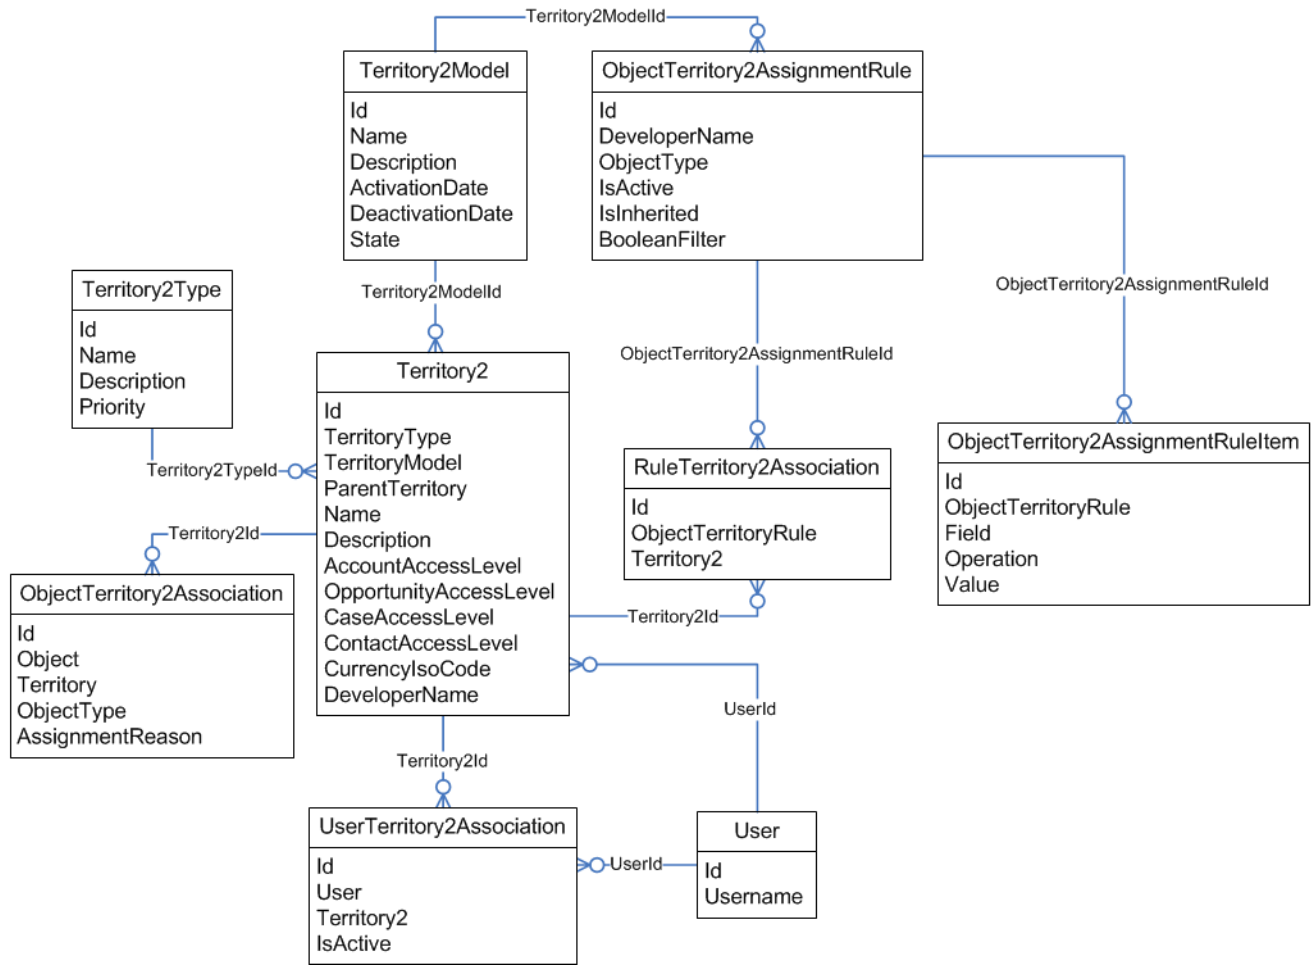 Territory2ModelId
Territory2Model
Id
Name
Description
ActivationDate
DeactivationDate
State
ObjectTerritory2AssignmentRule
Id
DeveloperName
ObjectType
IsActive
IsInherited
BooleanFilter
Territory2ModelId
ObjectTerritory2AssignmentRuleId
ObjectTerritory2AssignmentRuleId
Territory2Type
Id
Name
Description
Priority
Territory2TypeId
Territory2
Id
TerritoryType
TerritoryModel
ParentTerritory
Name
Description
AccountAccessLevel
OpportunityAccessLevel
CaseAccessLevel
ContactAccessLevel
CurrencyIsoCode
DeveloperName
RuleTerritory2Association
Id
ObjectTerritoryRule
Territory2
ObjectTerritory2AssignmentRuleItem
Id
ObjectTerritoryRule
Field
Operation
Value
Territory2Id
ObjectTerritory2Association
Id
Object
Territory
ObjectType
AssignmentReason
Territory2Id
UserId
Territory2Id
UserTerritory2Association
Id
User
Territory2
IsActive
UserId
User
Id
Username